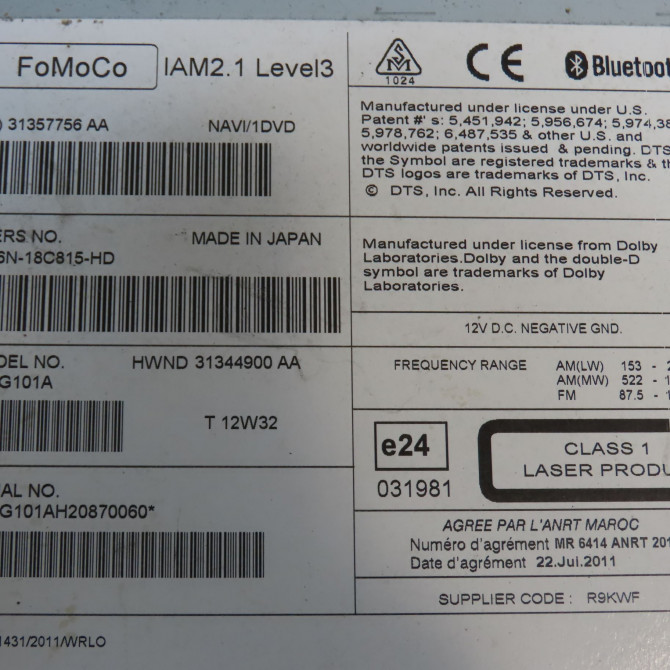 FoMoCo IAM2.1 Level3
) 31357756 AA NAVI/1DVD
ERS NO. MADE IN JAPAN
6N-18C815-HD
DEL NO. HWND 31344900 AA
G101A
T 12W32
AL NO.
G101AH20870060*
1431/2011/WRLO
SM
1024
CE
Bluetoot
Manufactured under license under U.S.
Patent #' s: 5,451,942; 5,956,674; 5,974,38
5,978,762; 6,487,535 & other U.S. and
worldwide patents issued & pending. DTS
the Symbol are registered trademarks & th
DTS logos are trademarks of DTS, Inc.
© DTS, Inc. All Rights Reserved.
Manufactured under license from Dolby
Laboratories.Dolby and the double-D
symbol are trademarks of Dolby
Laboratories.
12V D.C. NEGATIVE GND.
FREQUENCY RANGE AM(LW) 153 - 2
AM(MW) 522 - 1
FM 87.5 - 1
e24
031981
CLASS 1
LASER PRODU
AGREE PAR L'ANRT MAROC
Numéro d'agrément MR 6414 ANRT 201
Date d'agrément 22.Jul.2011
SUPPLIER CODE : R9KWF